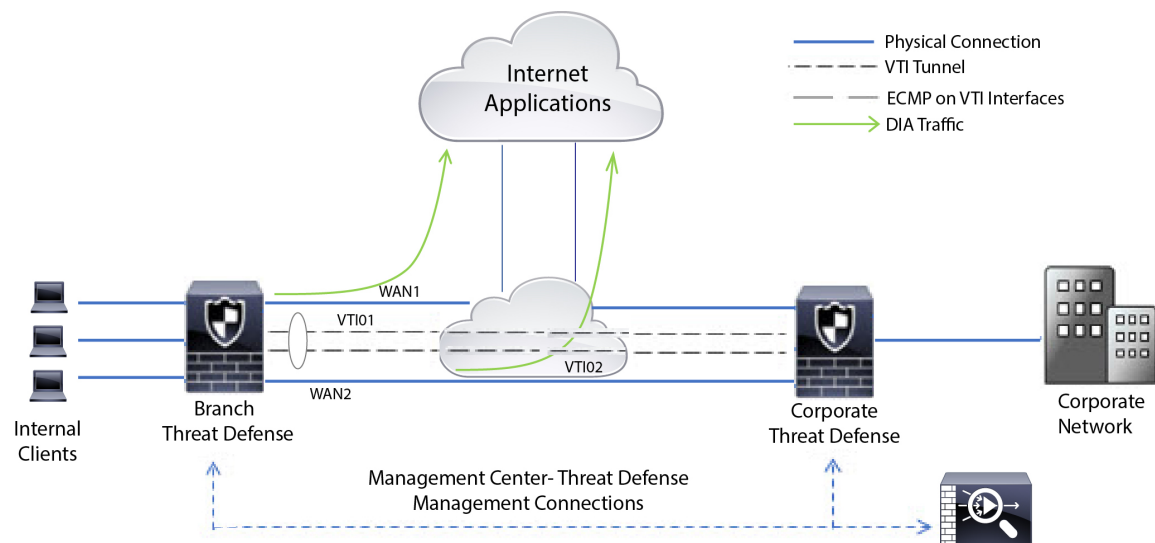 Internet
Applications
Physical Connection
VTI Tunnel
ECMP on VTI Interfaces
DIA Traffic
WAN1
VTI01
VTI02
WAN2
Internal
Clients
Branch
Threat Defense
Corporate
Threat Defense
Corporate
Network
Management Center- Threat Defense
Management Connections